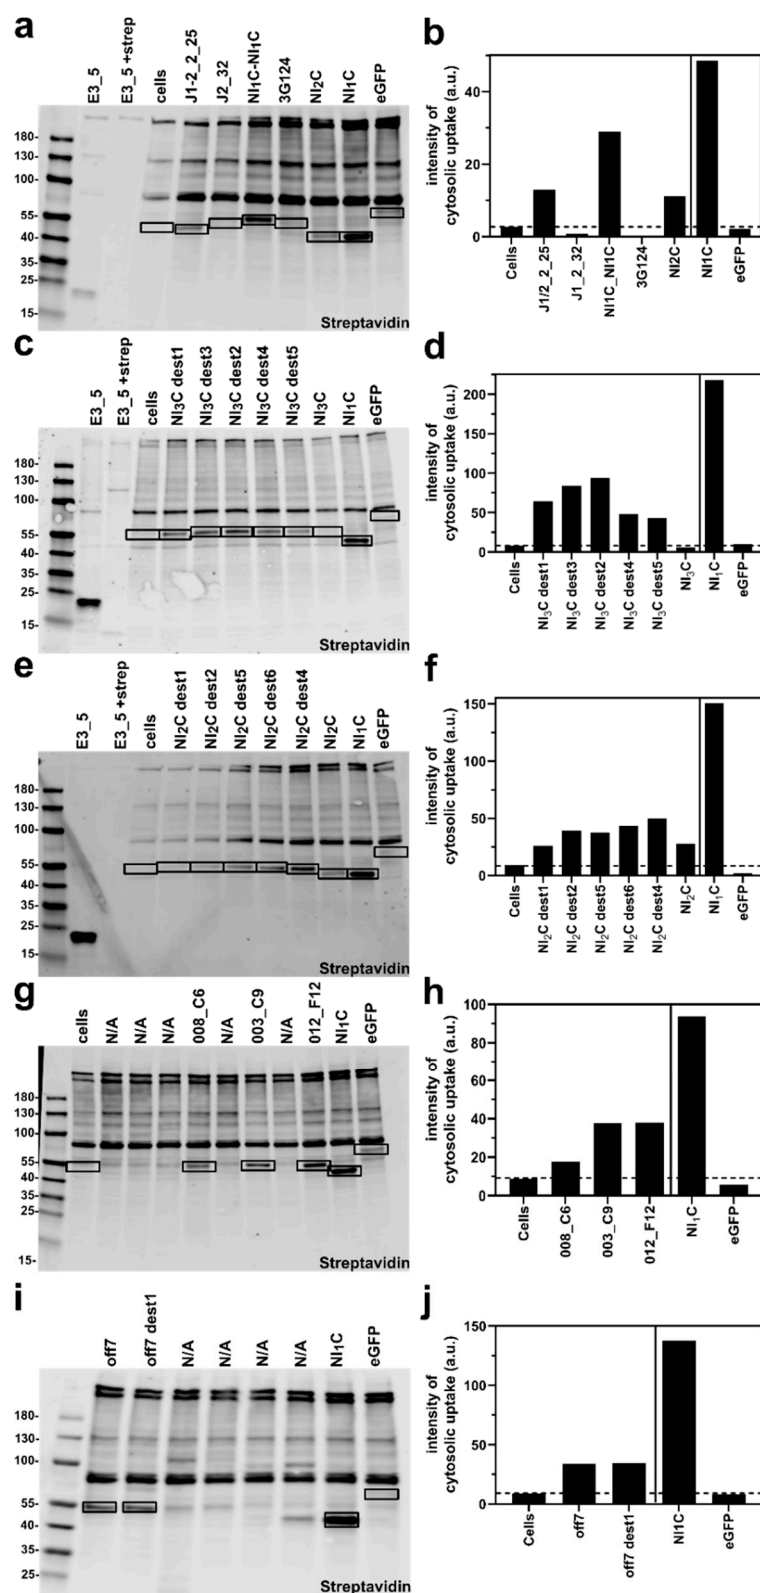 a
E3_5
E3_5 +strep
cells
J1-2_2_25
J2_32
NI₁C-NI₁C
3G124
NI₂C
NI₁C
eGFP
180-
130-
100-
55-
40-
35-
25-
15-
Streptavidin
b
intensity of
cytosolic uptake (a.u.)
40
20
0
Cells
J1/2_2_25
J1_2_32
NI1C_NI1C
3G124
NI2C
NI1C
eGFP
c
E3_5
E3_5 +strep
cells
NI₃C dest1
NI₃C dest3
NI₃C dest2
NI₃C dest4
NI₃C dest5
NI₃C
NI₁C
eGFP
180-
130-
100-
55-
40-
35-
25-
15-
Streptavidin
d
intensity of
cytosolic uptake (a.u.)
200
150
100
50
0
Cells
NI₃C dest1
NI₃C dest3
NI₃C dest2
NI₃C dest4
NI₃C dest5
NI₃C
NI₁C
eGFP
e
E3_5
E3_5 +strep
cells
NI₂C dest1
NI₂C dest2
NI₂C dest5
NI₂C dest6
NI₂C dest4
NI₂C
NI₁C
eGFP
180-
130-
100-
55-
40-
35-
25-
15-
Streptavidin
f
intensity of
cytosolic uptake (a.u.)
150
100
50
0
Cells
NI₂C dest1
NI₂C dest2
NI₂C dest5
NI₂C dest6
NI₂C dest4
NI₂C
NI₁C
eGFP
g
cells
N/A
N/A
N/A
008_C6
N/A
003_C9
N/A
012_F12
NI₁C
eGFP
180-
130-
100-
55-
40-
35-
25-
15-
Streptavidin
h
intensity of
cytosolic uptake (a.u.)
100
80
60
40
20
0
Cells
008_C6
003_C9
012_F12
NI₁C
eGFP
i
off7
off7 dest1
N/A
N/A
N/A
N/A
NI₁C
eGFP
180-
130-
100-
55-
40-
35-
25-
Streptavidin
j
intensity of
cytosolic uptake (a.u.)
150
100
50
0
Cells
off7
off7 dest1
NI1C
eGFP